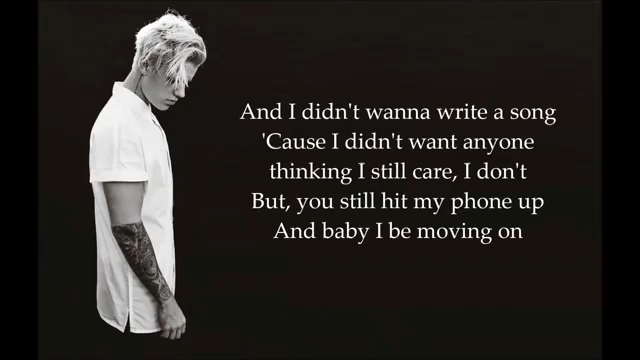 And I didn't wanna write a song
'Cause I didn't want anyone
thinking I still care, I don't
But, you still hit my phone up
And baby I be moving on